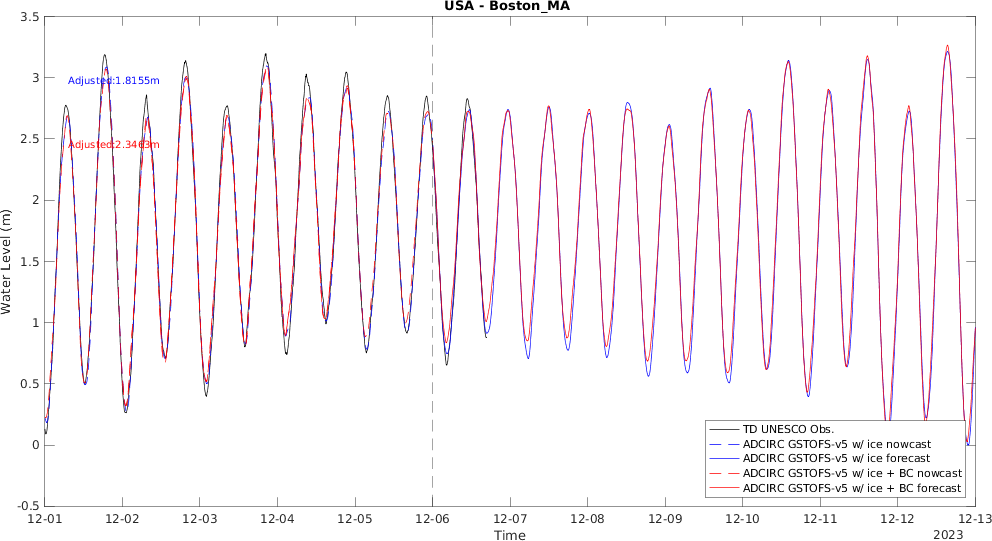 USA - Boston_MA
3.5
3
2.5
2
1.5
1
0.5
0
-0.5
Water Level (m)
Adjusted:1.8155m
Adjusted:2.3463m
TD UNESCO Obs.
ADCIRC GSTOFS-v5 w/ ice nowcast
ADCIRC GSTOFS-v5 w/ ice forecast
ADCIRC GSTOFS-v5 w/ ice + BC nowcast
ADCIRC GSTOFS-v5 w/ ice + BC forecast
12-01 12-02 12-03 12-04 12-05 12-06 12-07 12-08 12-09 12-10 12-11 12-12 12-13
Time
2023